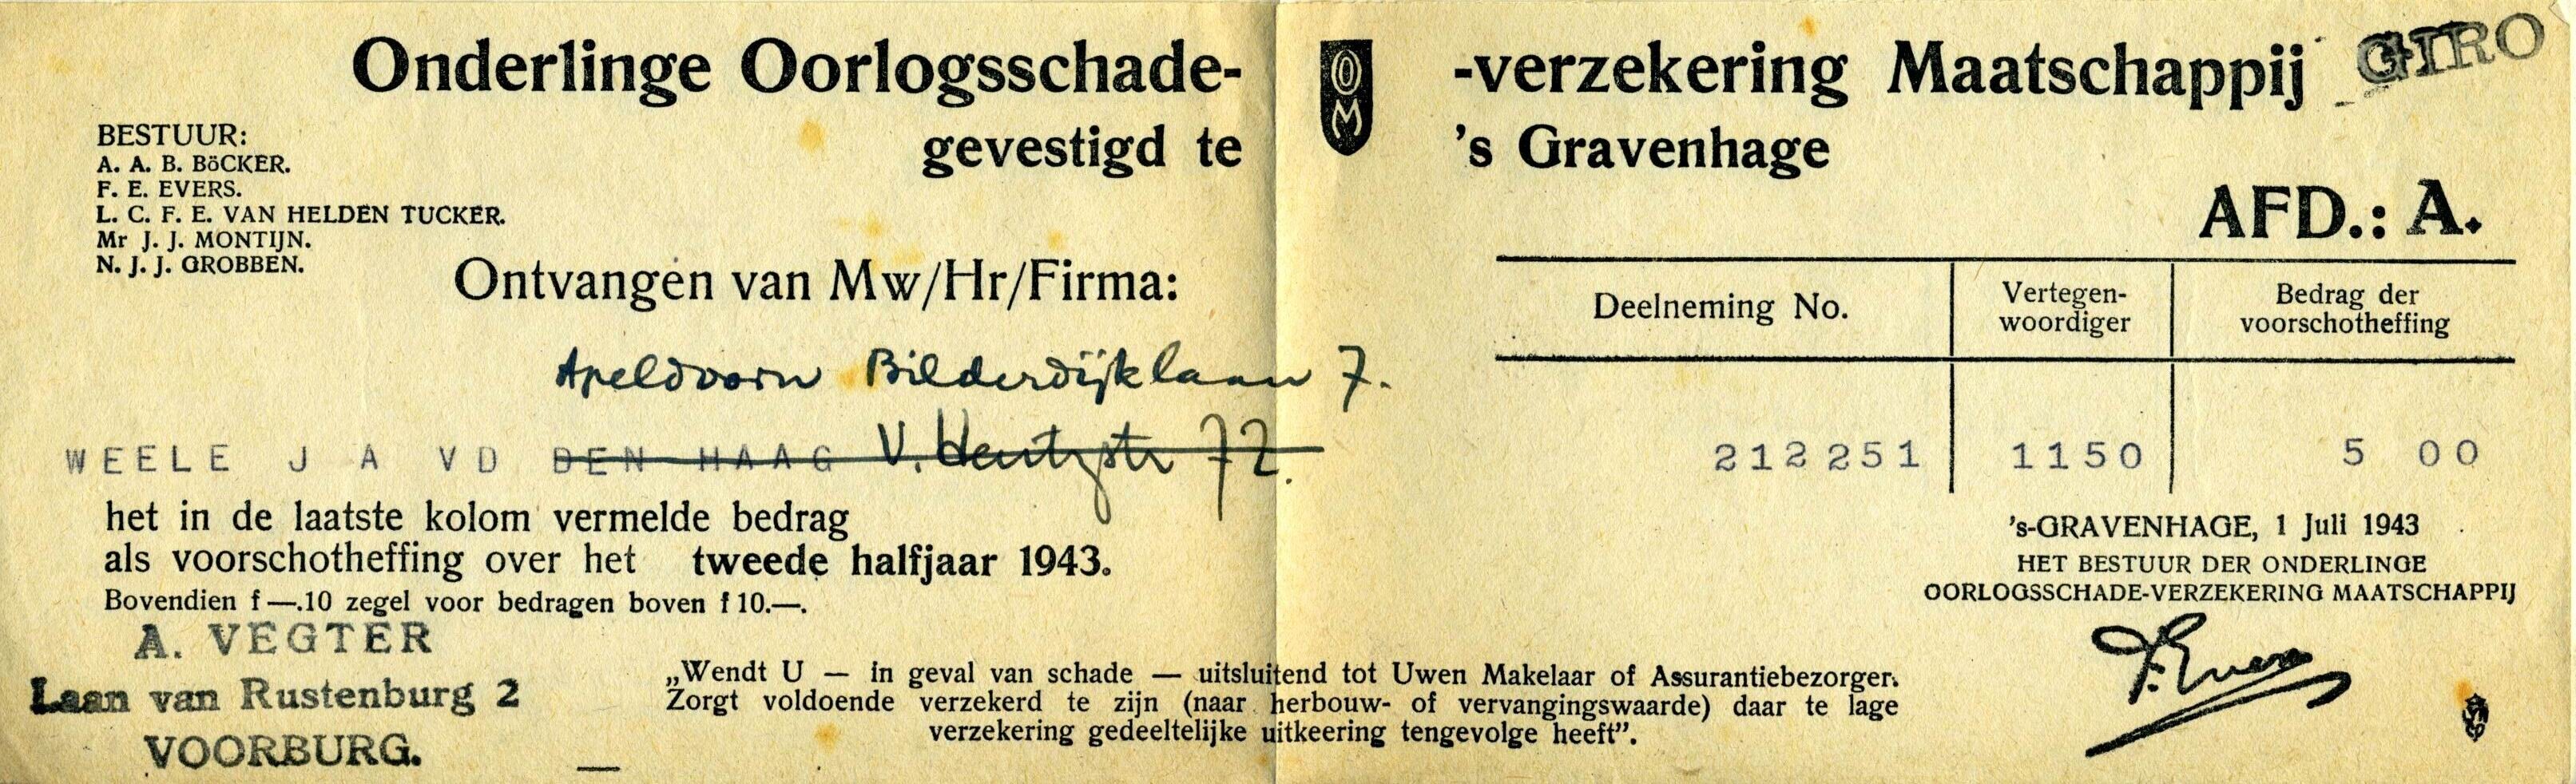 Onderlinge Oorlogsschade- OOM -verzekering Maatschappij GIRO
gevestigd te 's Gravenhage
BESTUUR:
A. A. B. BöCKER.
F. E. EVERS.
L. C. F. E. VAN HELDEN TUCKER.
Mr J. J. MONTIJN.
N. J. J. GROBBEN.
AFD.: A.
Ontvangen van Mw/Hr/Firma:
Deelneming No.
Vertegen-
woordiger
Bedrag der
voorschotheffing
Apeldoorn Bilderdijklaan 7.
WEELE J A VD DEN HAAG V. Heutszstr 72.
212251 1150 5 00
het in de laatste kolom vermelde bedrag
als voorschotheffing over het tweede halfjaar 1943.
Bovendien f —.10 zegel voor bedragen boven f 10.—.
's-GRAVENHAGE, 1 Juli 1943
HET BESTUUR DER ONDERLINGE
OORLOGSSCHADE-VERZEKERING MAATSCHAPPIJ
F. Evers
A. VEGTER
Laan van Rustenburg 2
VOORBURG.
„Wendt U — in geval van schade — uitsluitend tot Uwen Makelaar of Assurantiebezorger.
Zorgt voldoende verzekerd te zijn (naar herbouw- of vervangingswaarde) daar te lage
verzekering gedeeltelijke uitkeering tengevolge heeft”.